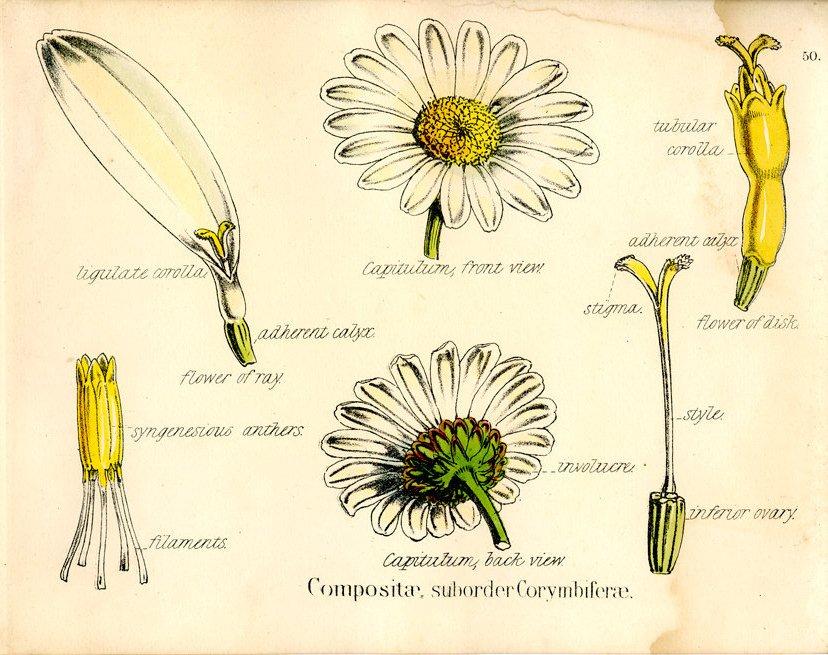 50.
tubular
corolla
adherent calyx
ligulate corolla
Capitulum, front view.
stigma.
flower of disk.
adherent calyx.
flower of ray.
style.
syngenesious anthers.
involucre.
inferior ovary.
filaments.
Capitulum, back view.
Compositæ, suborder Corymbiferæ.